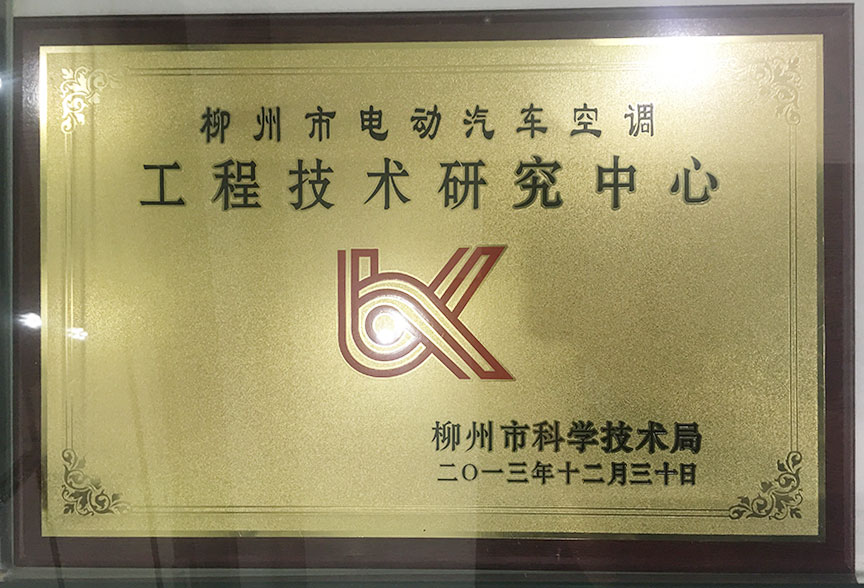 柳州市电动汽车空调
工程技术研究中心
柳州市科学技术局
二〇一三年十二月三十日